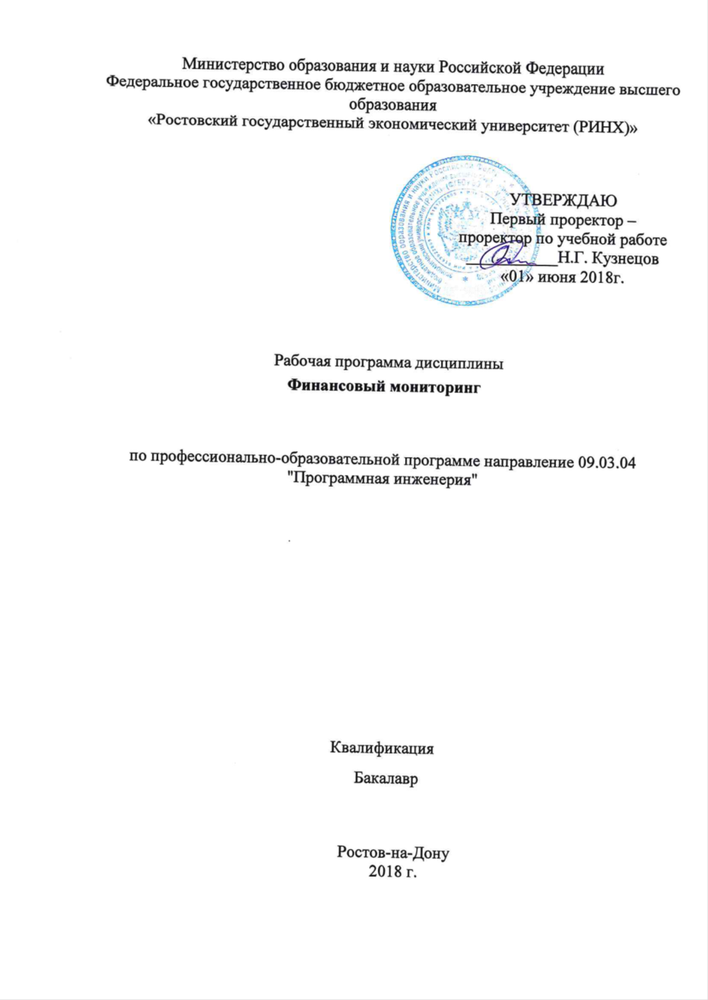 Министерство образования и науки Российской Федерации
Федеральное государственное бюджетное образовательное учреждение высшего
образования
«Ростовский государственный экономический университет (РИНХ)»
УТВЕРЖДАЮ
Первый проректор –
проректор по учебной работе
Н.Г. Кузнецов
«01» июня 2018г.
Рабочая программа дисциплины
Финансовый мониторинг
по профессионально-образовательной программе направление 09.03.04
"Программная инженерия"
Квалификация
Бакалавр
Ростов-на-Дону
2018 г.